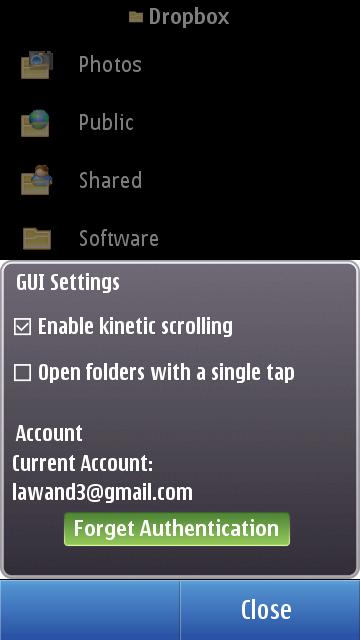 Dropbox
Photos
Public
Shared
Software
GUI Settings
Enable kinetic scrolling
Open folders with a single tap
Account
Current Account:
lawand3@gmail.com
Forget Authentication
Close